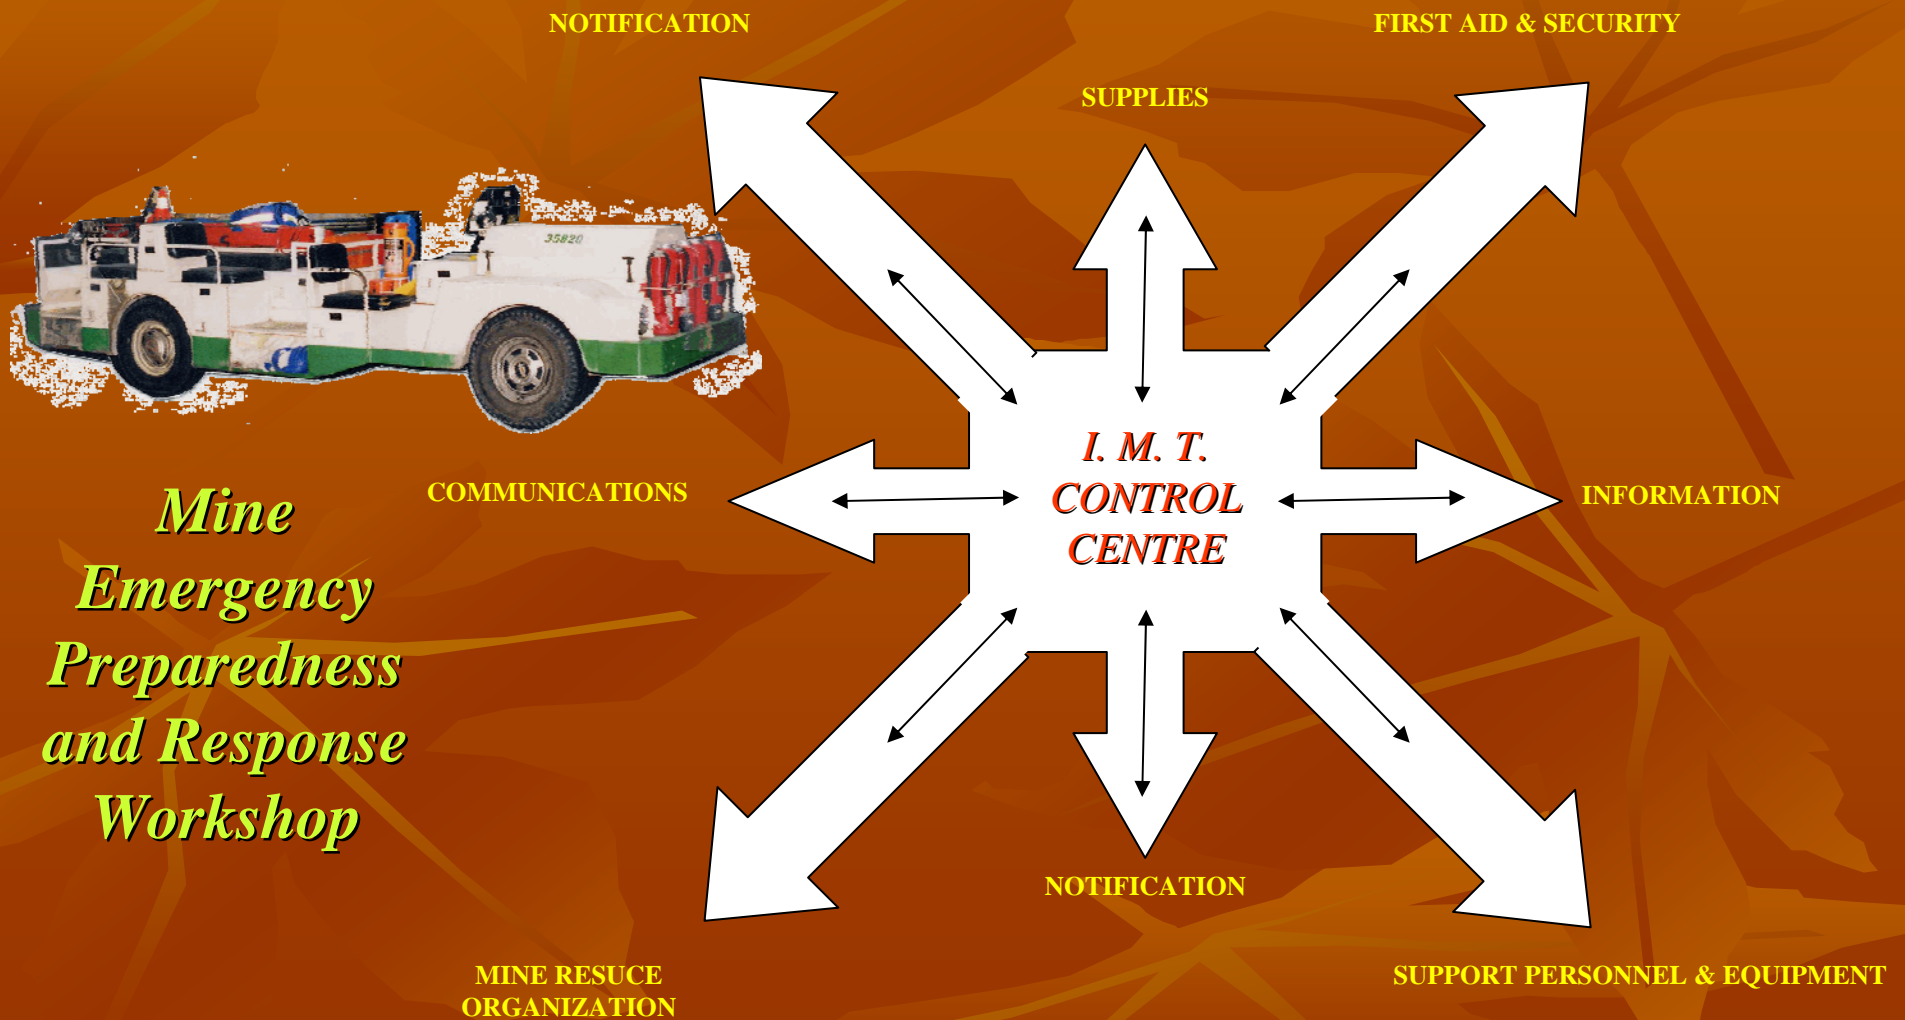 NOTIFICATION
FIRST AID & SECURITY
SUPPLIES
35820
I. M. T.
CONTROL
CENTRE
COMMUNICATIONS
INFORMATION
Mine
Emergency
Preparedness
and Response
Workshop
NOTIFICATION
MINE RESUCE
ORGANIZATION
SUPPORT PERSONNEL & EQUIPMENT